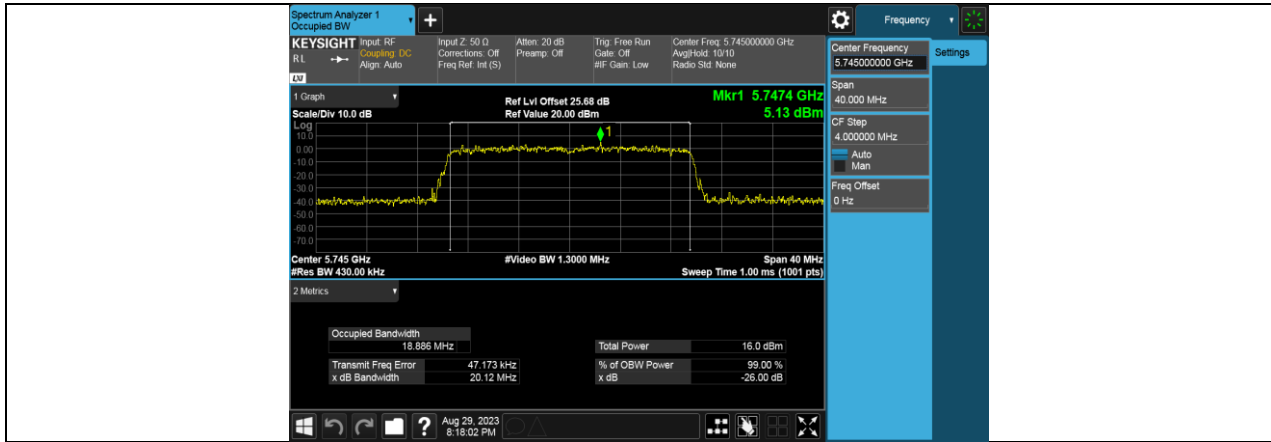 Spectrum Analyzer 1
Occupied BW
+
Frequency
KEYSIGHT
R L
LXI
Input: RF
Coupling: DC
Align: Auto
Input Z: 50 Ω
Corrections: Off
Freq Ref: Int (S)
Atten: 20 dB
Preamp: Off
Trig: Free Run
Gate: Off
#IF Gain: Low
Center Freq: 5.745000000 GHz
Avg|Hold: 10/10
Radio Std: None
Center Frequency
5.745000000 GHz
Settings
Span
40.000 MHz
CF Step
4.000000 MHz
Auto
Man
Freq Offset
0 Hz
1 Graph
Ref Lvl Offset 25.68 dB
Mkr1 5.7474 GHz
Scale/Div 10.0 dB
Ref Value 20.00 dBm
5.13 dBm
Log
10.0
0.00
-10.0
-20.0
-30.0
-40.0
-50.0
-60.0
-70.0
1
Center 5.745 GHz
#Video BW 1.3000 MHz
Span 40 MHz
#Res BW 430.00 kHz
Sweep Time 1.00 ms (1001 pts)
2 Metrics
Occupied Bandwidth
18.886 MHz
Total Power 16.0 dBm
Transmit Freq Error 47.173 kHz
% of OBW Power 99.00 %
x dB Bandwidth 20.12 MHz
x dB -26.00 dB
?
Aug 29, 2023
8:18:02 PM